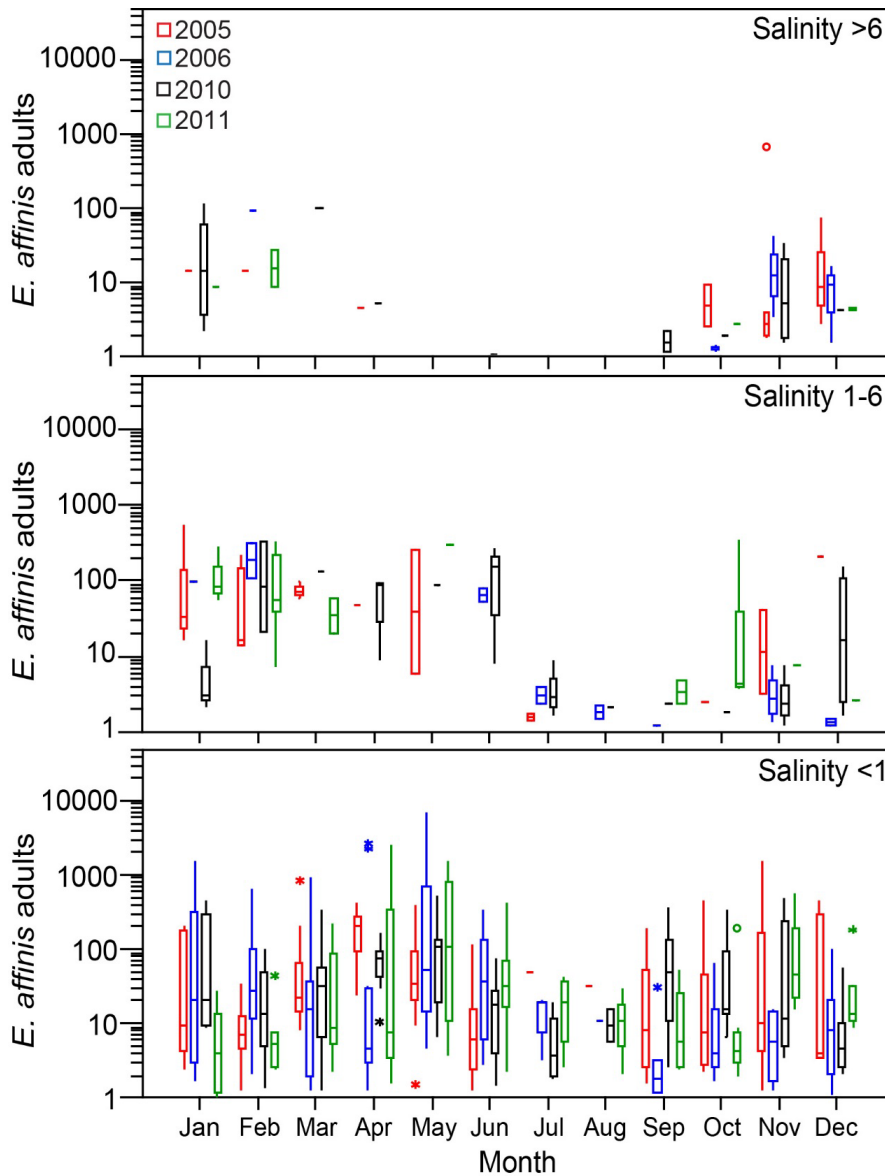 Salinity >6
2005
2006
2010
2011
10000
1000
100
10
1
E. affinis adults
Salinity 1-6
10000
1000
100
10
1
E. affinis adults
Salinity <1
10000
1000
100
10
1
E. affinis adults
Jan Feb Mar Apr May Jun Jul Aug Sep Oct Nov Dec
Month